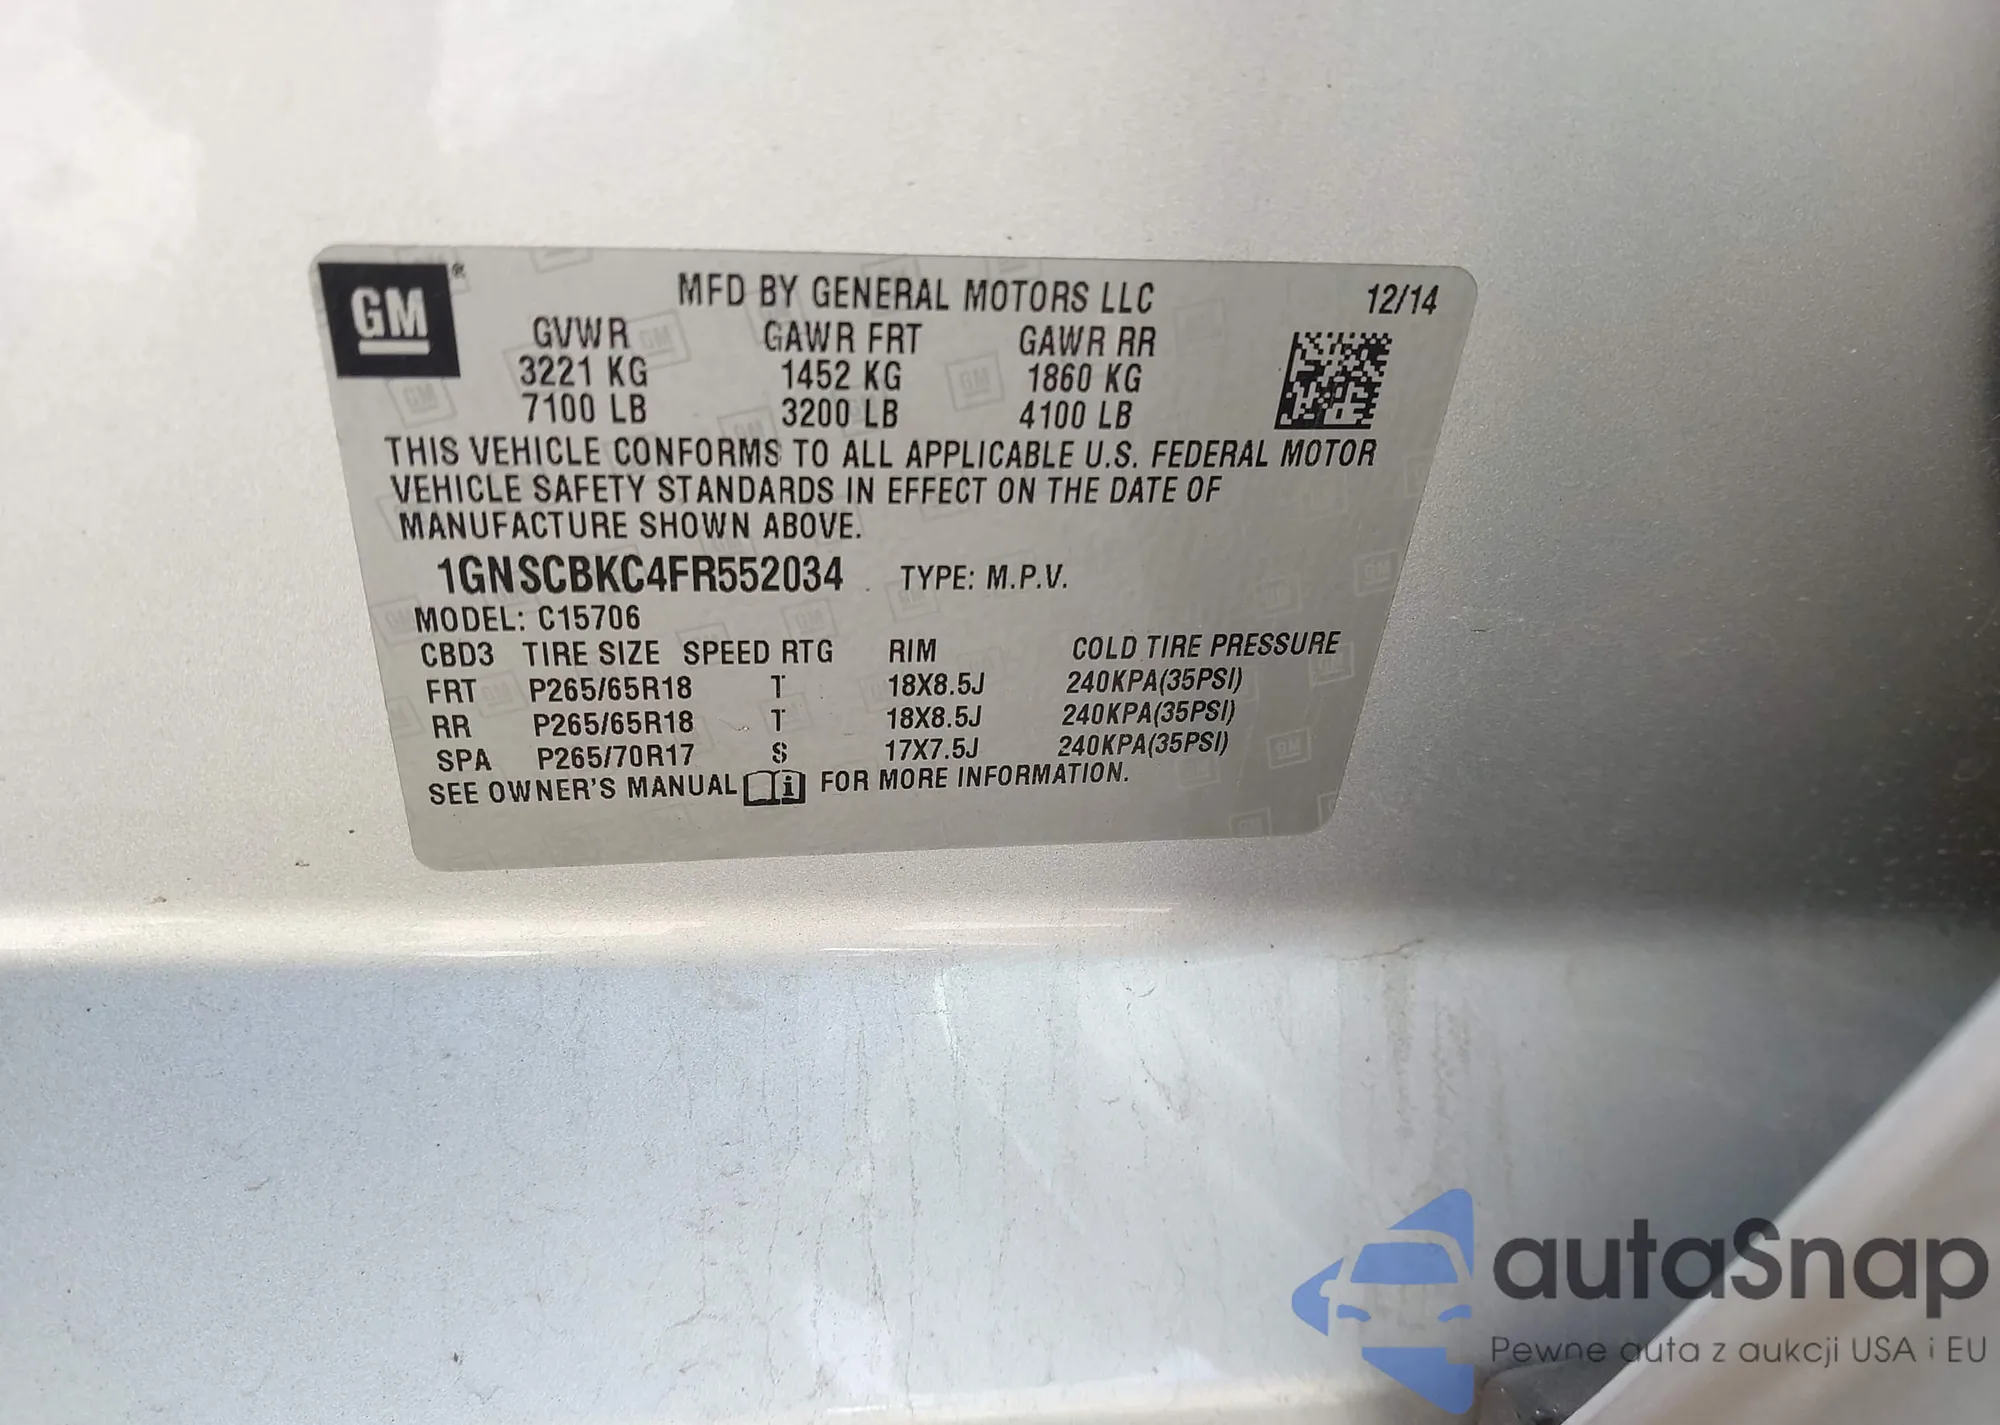 GM®
MFD BY GENERAL MOTORS LLC 12/14
GVWR GAWR FRT GAWR RR
3221 KG 1452 KG 1860 KG
7100 LB 3200 LB 4100 LB
THIS VEHICLE CONFORMS TO ALL APPLICABLE U.S. FEDERAL MOTOR
VEHICLE SAFETY STANDARDS IN EFFECT ON THE DATE OF
MANUFACTURE SHOWN ABOVE.
1GNSCBKC4FR552034 TYPE: M.P.V.
MODEL: C15706
CBD3 TIRE SIZE SPEED RTG RIM COLD TIRE PRESSURE
FRT P265/65R18 T 18X8.5J 240KPA(35PSI)
RR P265/65R18 T 18X8.5J 240KPA(35PSI)
SPA P265/70R17 S 17X7.5J 240KPA(35PSI)
SEE OWNER'S MANUAL i FOR MORE INFORMATION.
autaSnap
Pewne auta z aukcji USA i EU